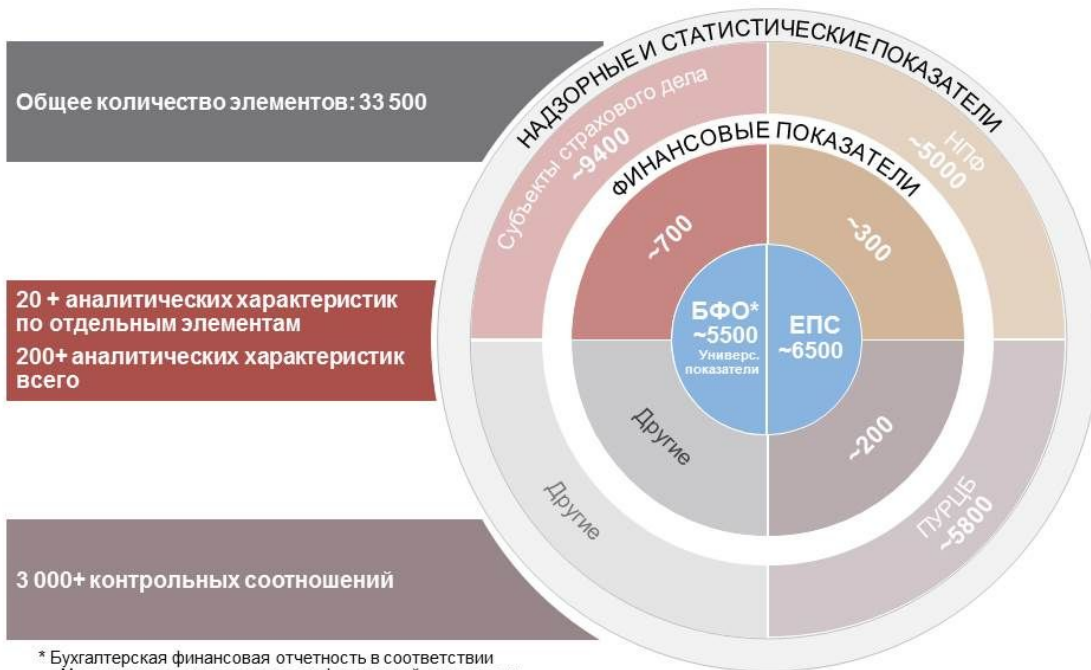 Общее количество элементов: 33 500
20 + аналитических характеристик
по отдельным элементам
200+ аналитических характеристик
всего
3 000+ контрольных соотношений
НАДЗОРНЫЕ И СТАТИСТИЧЕСКИЕ ПОКАЗАТЕЛИ
Субъекты страхового дела
~9400
НПФ
~5000
ФИНАНСОВЫЕ ПОКАЗАТЕЛИ
~700
~300
БФО*
~5500
Универс.
показатели
ЕПС
~6500
Другие
~200
Другие
ПУРЦБ
~5800
* Бухгалтерская финансовая отчетность в соответствии